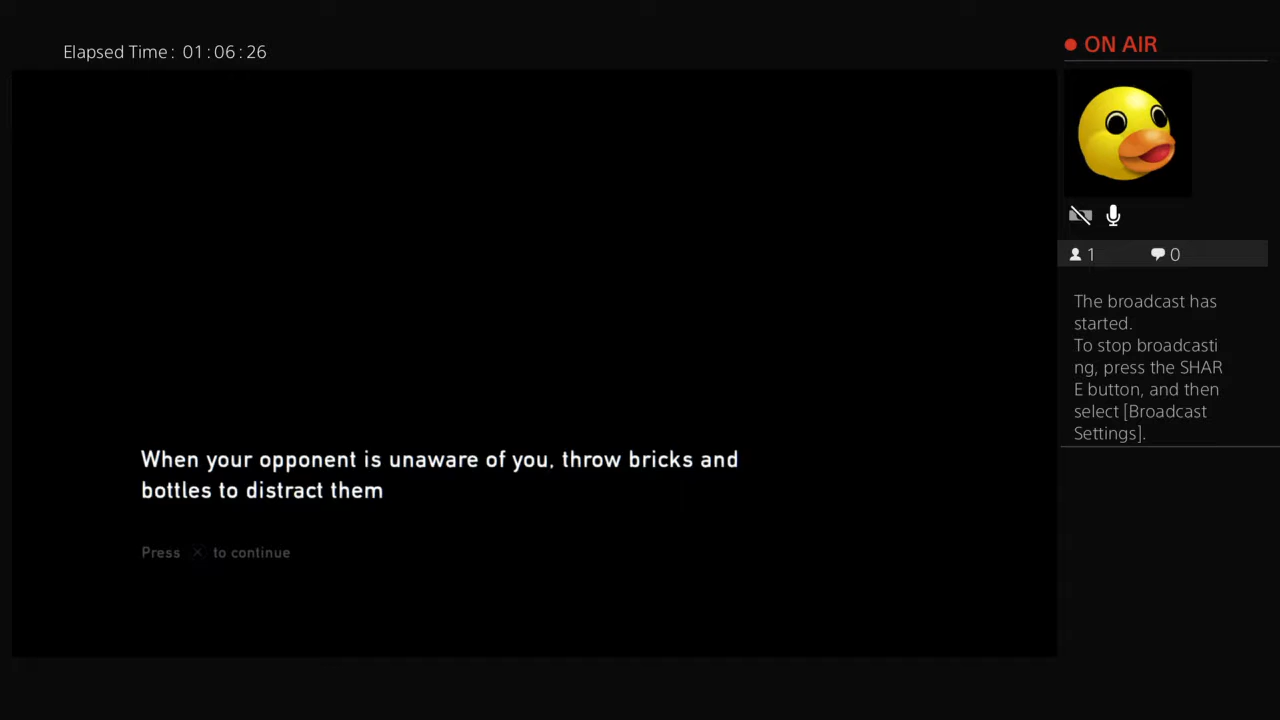 Elapsed Time: 01:06:26
ON AIR
1
0
The broadcast has
started.
To stop broadcasti
ng, press the SHAR
E button, and then
select [Broadcast
Settings].
When your opponent is unaware of you, throw bricks and
bottles to distract them
Press X to continue